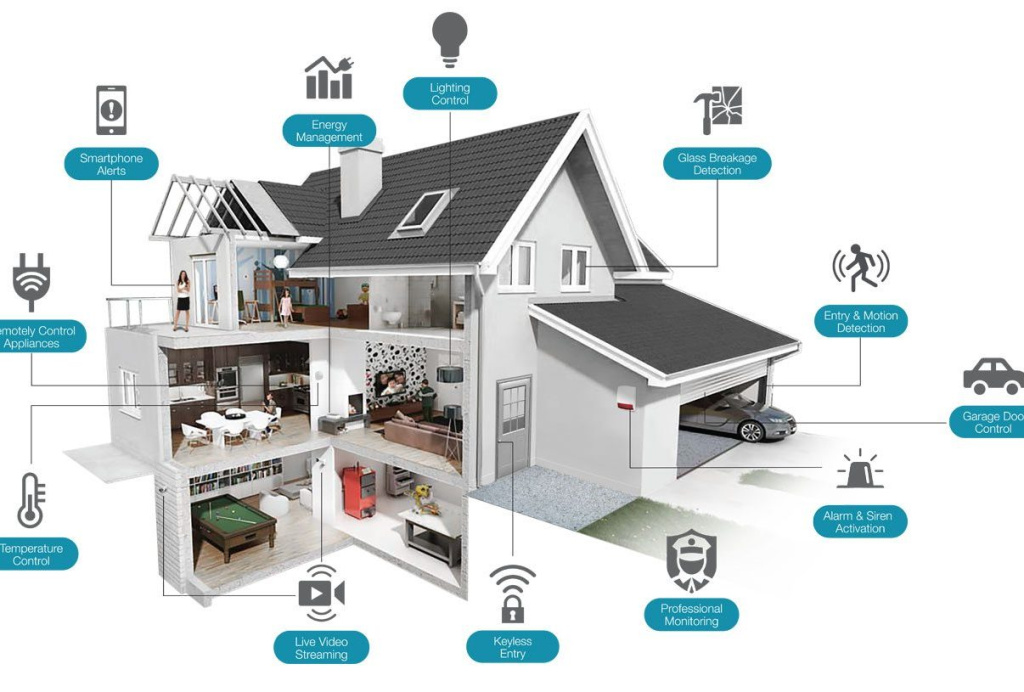 Lighting
Control
Energy
Management
Smartphone
Alerts
Glass Breakage
Detection
emotely Control
Appliances
Entry & Motion
Detection
Garage Doo
Control
Temperature
Control
Alarm & Siren
Activation
Professional
Monitoring
Live Video
Streaming
Keyless
Entry